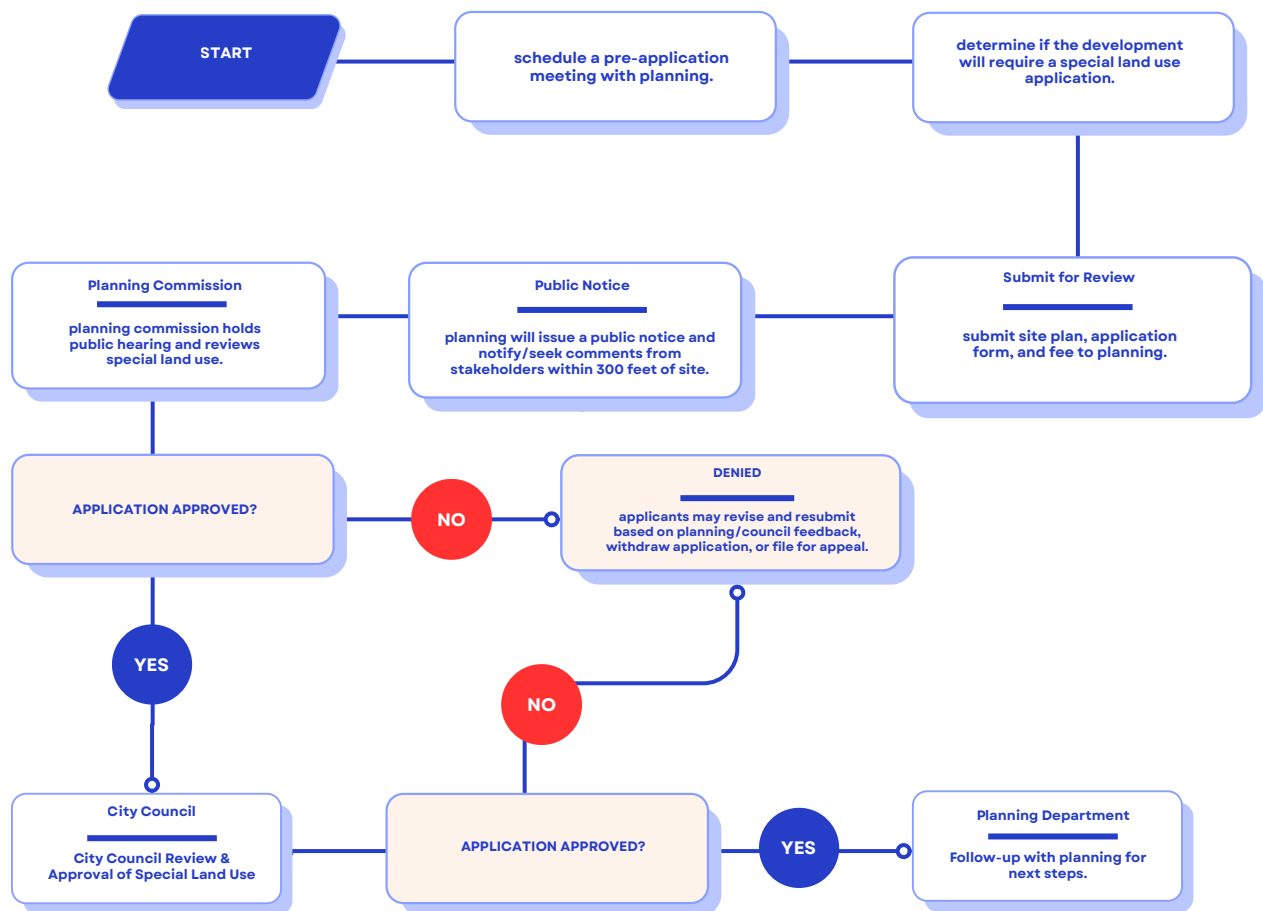 START
schedule a pre-application
meeting with planning.
determine if the development
will require a special land use
application.
Planning Commission
planning commission holds
public hearing and reviews
special land use.
Public Notice
planning will issue a public notice and
notify/seek comments from
stakeholders within 300 feet of site.
Submit for Review
submit site plan, application
form, and fee to planning.
APPLICATION APPROVED?
NO
DENIED
applicants may revise and resubmit
based on planning/council feedback,
withdraw application, or file for appeal.
YES
NO
City Council
City Council Review &
Approval of Special Land Use
APPLICATION APPROVED?
YES
Planning Department
Follow-up with planning for
next steps.